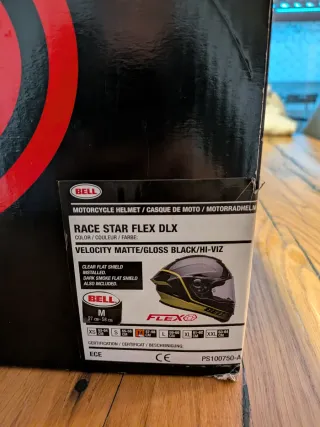 BELL
MOTORCYCLE HELMET / CASQUE DE MOTO / MOTORRADHELM
RACE STAR FLEX DLX
COLOR / COULEUR / FARBE:
VELOCITY MATTE/GLOSS BLACK/HI-VIZ
CLEAR FLAT SHIELD
INSTALLED.
DARK SMOKE FLAT SHIELD
ALSO INCLUDED.
BELL
M
57 cm-58 cm
FLEX
XS S M L XL XXL
CERTIFICATION / CERTIFICAT / BESCHEINIGUNG:
ECE CE PS100750-A